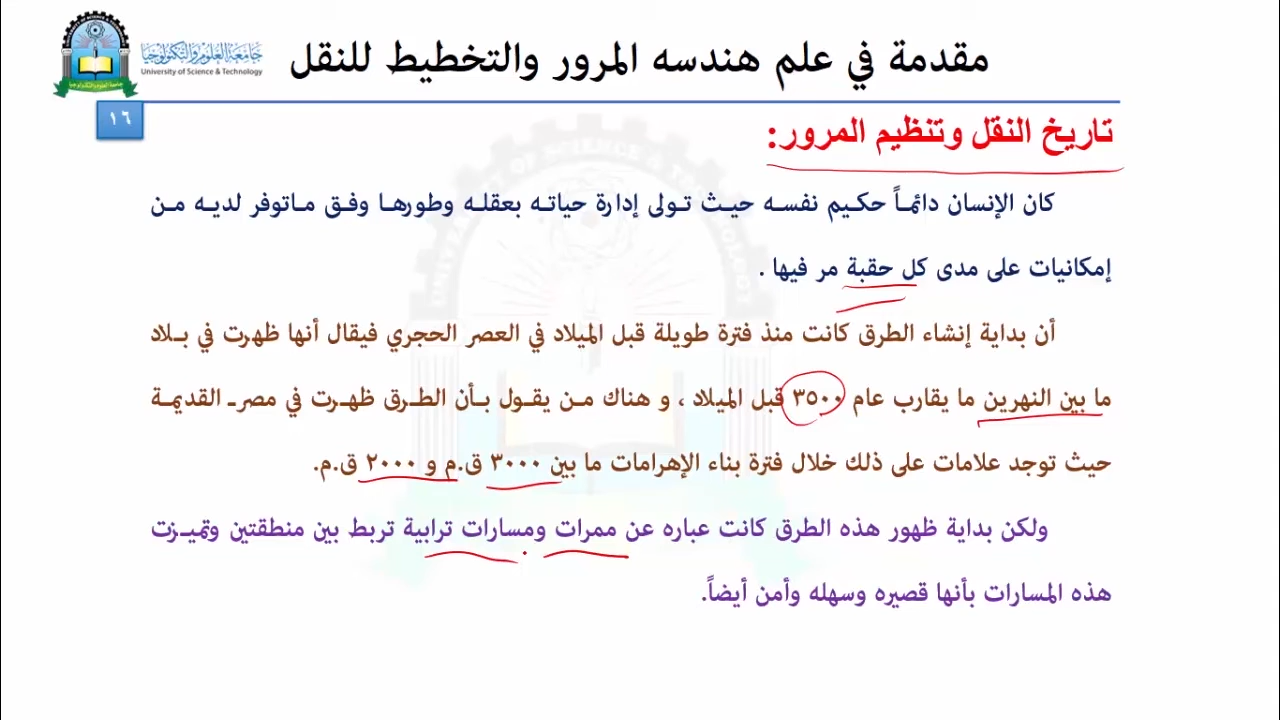 جامعة العلوم والتكنولوجيا
University of Science & Technology
مقدمة في علم هندسه المرور والتخطيط للنقل
١٦
تاريخ النقل وتنظيم المرور:
كان الإنسان دائماً حكيم نفسه حيث تولى إدارة حياته بعقله وطورها وفق ماتوفر لديه من
إمكانيات على مدى كل حقبة مر فيها .
أن بداية إنشاء الطرق كانت منذ فترة طويلة قبل الميلاد في العصر الحجري فيقال أنها ظهرت في بلاد
ما بين النهرين ما يقارب عام ٣٥٠٠ قبل الميلاد ، و هناك من يقول بأن الطرق ظهرت في مصر القديمة
حيث توجد علامات على ذلك خلال فترة بناء الإهرامات ما بين ٣٠٠٠ ق.م و ٢٠٠٠ ق.م.
ولكن بداية ظهور هذه الطرق كانت عباره عن ممرات ومسارات ترابية تربط بين منطقتين وتميزت
هذه المسارات بأنها قصيره وسهله وأمن أيضاً.